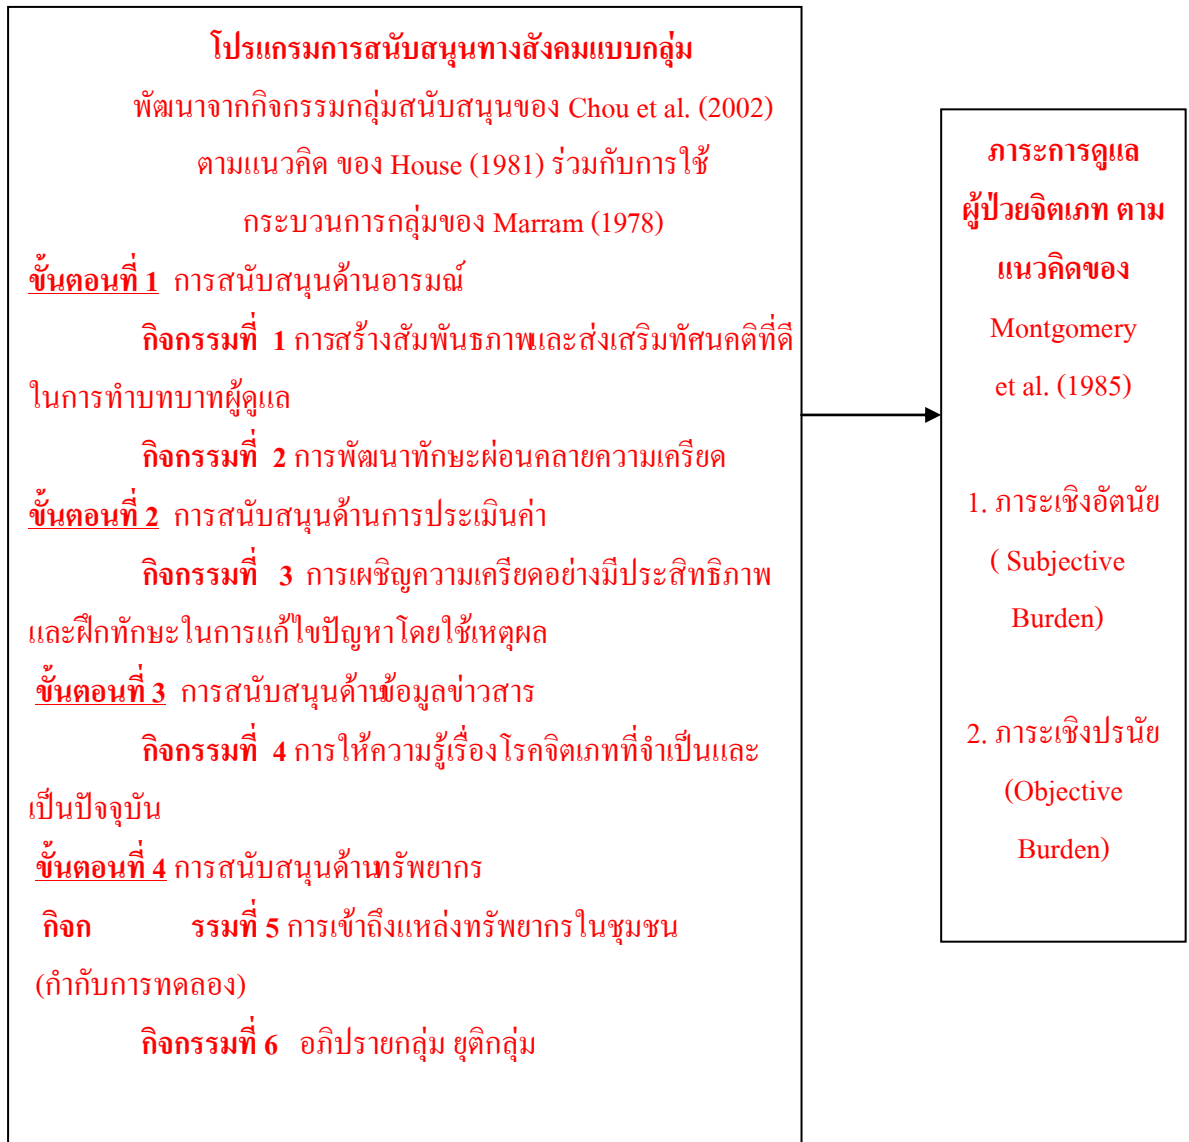 โปรแกรมการสนับสนุนทางสังคมแบบกลุ่ม
พัฒนาจากกิจกรรมกลุ่มสนับสนุนของ Chou et al. (2002)
ตามแนวคิด ของ House (1981) ร่วมกับการใช้
กระบวนการกลุ่มของ Marram (1978)
ขั้นตอนที่ 1 การสนับสนุนด้านอารมณ์
กิจกรรมที่ 1 การสร้างสัมพันธภาพและส่งเสริมทัศนคติที่ดี
ในการทำบทบาทผู้ดูแล
กิจกรรมที่ 2 การพัฒนาทักษะผ่อนคลายความเครียด
ขั้นตอนที่ 2 การสนับสนุนด้านการประเมินค่า
กิจกรรมที่ 3 การเผชิญความเครียดอย่างมีประสิทธิภาพ
และฝึกทักษะในการแก้ไขปัญหาโดยใช้เหตุผล
ขั้นตอนที่ 3 การสนับสนุนด้านข้อมูลข่าวสาร
กิจกรรมที่ 4 การให้ความรู้เรื่องโรคจิตเภทที่จำเป็นและ
เป็นปัจจุบัน
ขั้นตอนที่ 4 การสนับสนุนด้านทรัพยากร
กิจก รรมที่ 5 การเข้าถึงแหล่งทรัพยากรในชุมชน
(กำกับการทดลอง)
กิจกรรมที่ 6 อภิปรายกลุ่ม ยุติกลุ่ม
ภาระการดูแล
ผู้ป่วยจิตเภท ตาม
แนวคิดของ
Montgomery
et al. (1985)
1. ภาระเชิงอัตนัย
( Subjective
Burden)
2. ภาระเชิงปรนัย
(Objective
Burden)